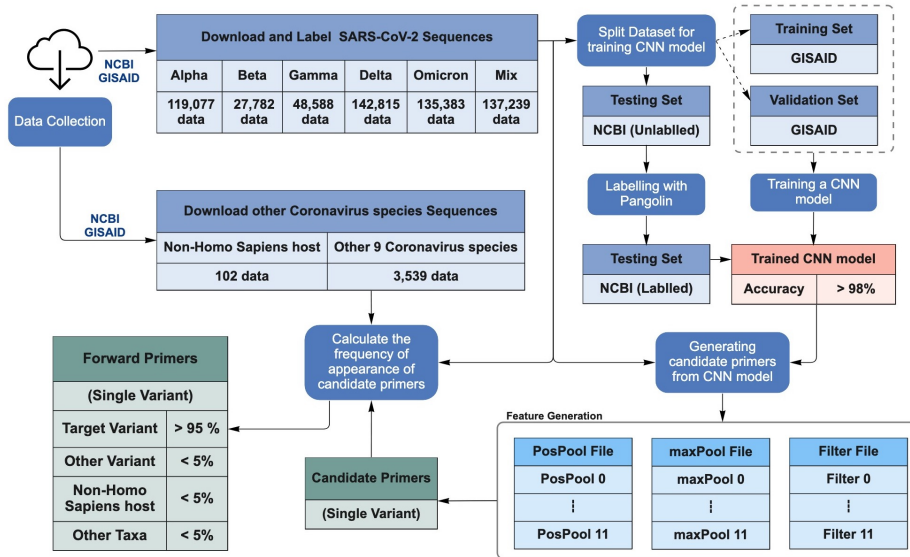 NCBI
GISAID
Data Collection
Download and Label SARS-CoV-2 Sequences
Alpha
Beta
Gamma
Delta
Omicron
Mix
119,077
data
27,782
data
48,588
data
142,815
data
135,383
data
137,239
data
NCBI
GISAID
Download other Coronavirus species Sequences
Non-Homo Sapiens host
Other 9 Coronavirus species
102 data
3,539 data
Split Dataset for
training CNN model
Training Set
GISAID
Validation Set
GISAID
Testing Set
NCBI (Unlablled)
Labelling with
Pangolin
Training a CNN
model
Testing Set
NCBI (Lablled)
Trained CNN model
Accuracy
> 98%
Calculate the
frequency of
appearance of
candidate primers
Generating
candidate primers
from CNN model
Forward Primers
(Single Variant)
Target Variant
> 95 %
Other Variant
< 5%
Non-Homo
Sapiens host
< 5%
Other Taxa
< 5%
Candidate Primers
(Single Variant)
Feature Generation
PosPool File
PosPool 0
PosPool 11
maxPool File
maxPool 0
maxPool 11
Filter File
Filter 0
Filter 11